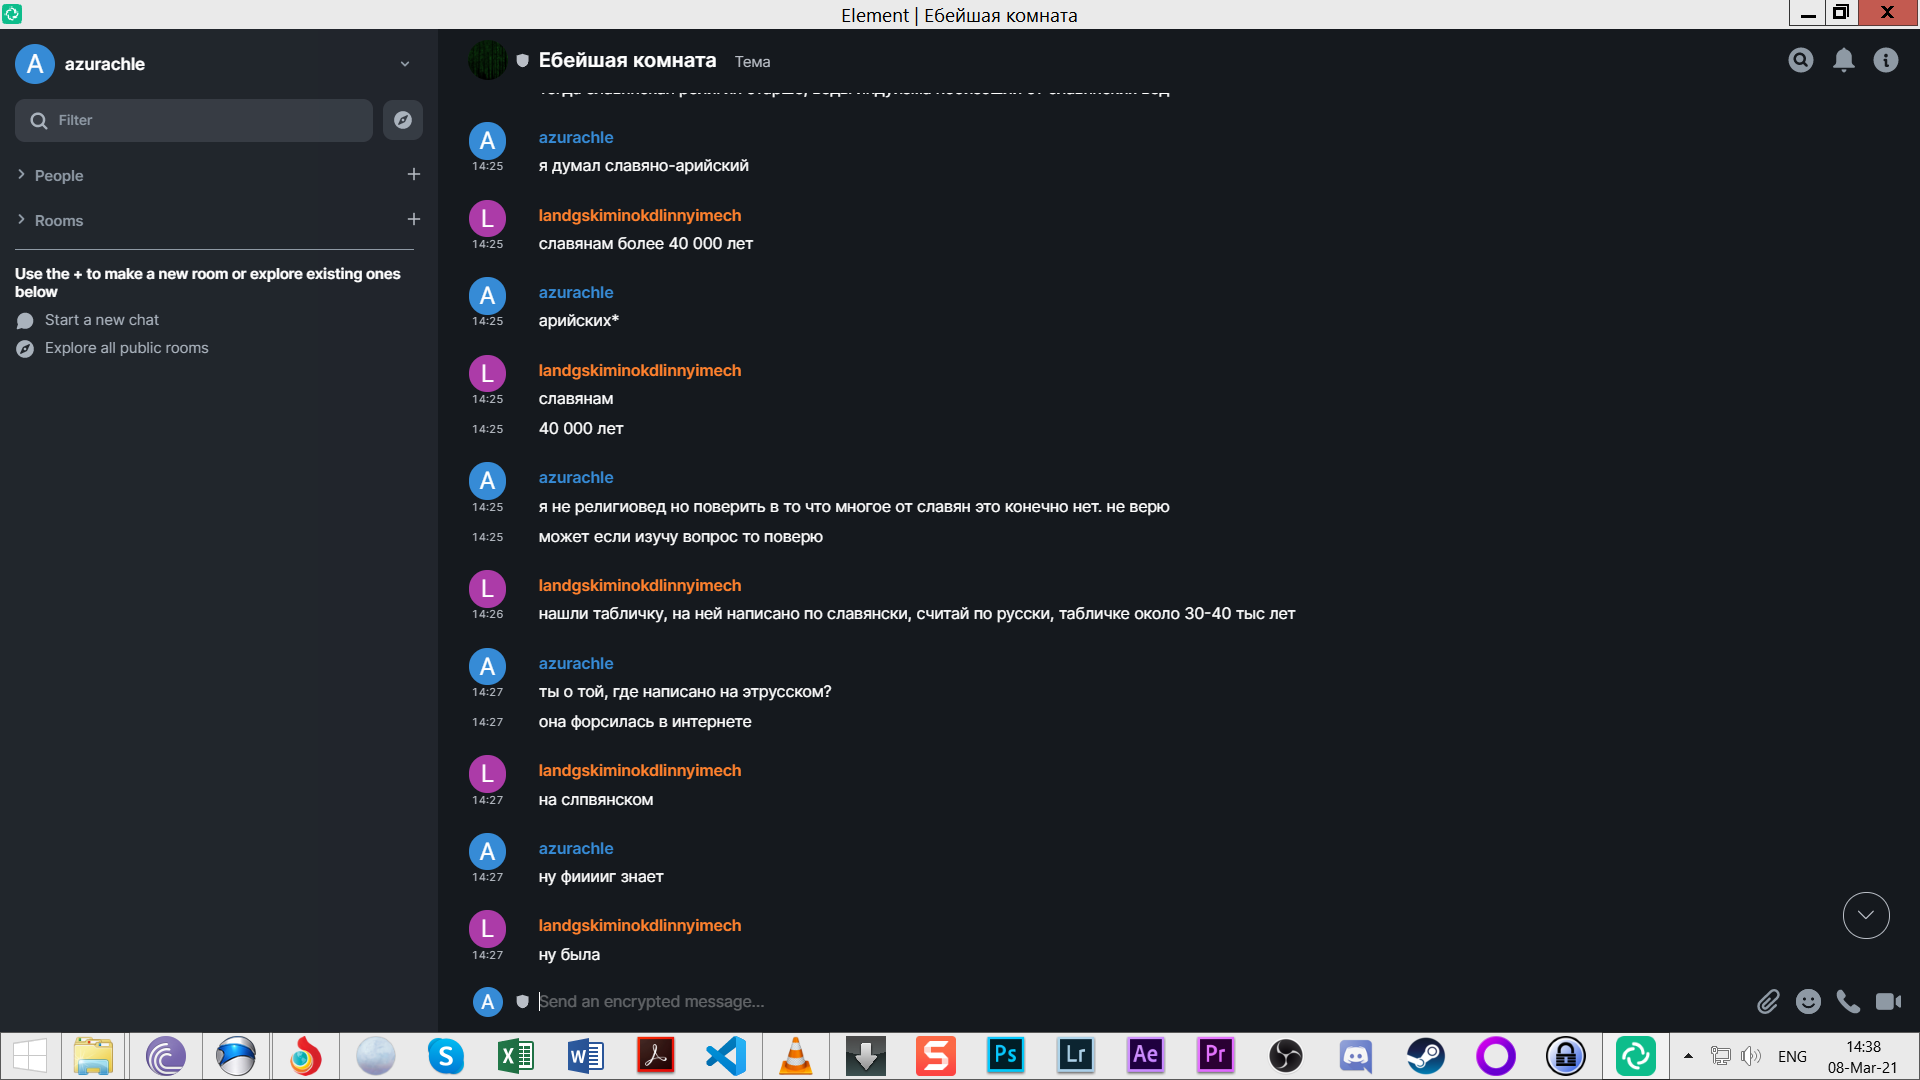 Element | Ебейшая комната
A azurachle
Filter
People
Rooms
Use the + to make a new room or explore existing ones
below
Start a new chat
Explore all public rooms
Ебейшая комната Тема
A azurachle
14:25 я думал славяно-арийский
L landgskiminokdlinnyimech
14:25 славянам более 40 000 лет
A azurachle
14:25 арийских*
L landgskiminokdlinnyimech
14:25 славянам
14:25 40 000 лет
A azurachle
14:25 я не религиовед но поверить в то что многое от славян это конечно нет. не верю
14:25 может если изучу вопрос то поверю
L landgskiminokdlinnyimech
14:26 нашли табличку, на ней написано по славянски, считай по русски, табличке около 30-40 тыс лет
A azurachle
14:27 ты о той, где написано на этрусском?
14:27 она форсилась в интернете
L landgskiminokdlinnyimech
14:27 на слпвянском
A azurachle
14:27 ну фииииг знает
L landgskiminokdlinnyimech
14:27 ну была
A Send an encrypted message...
Ps Lr Ae Pr
ENG
14:38
08-Mar-21